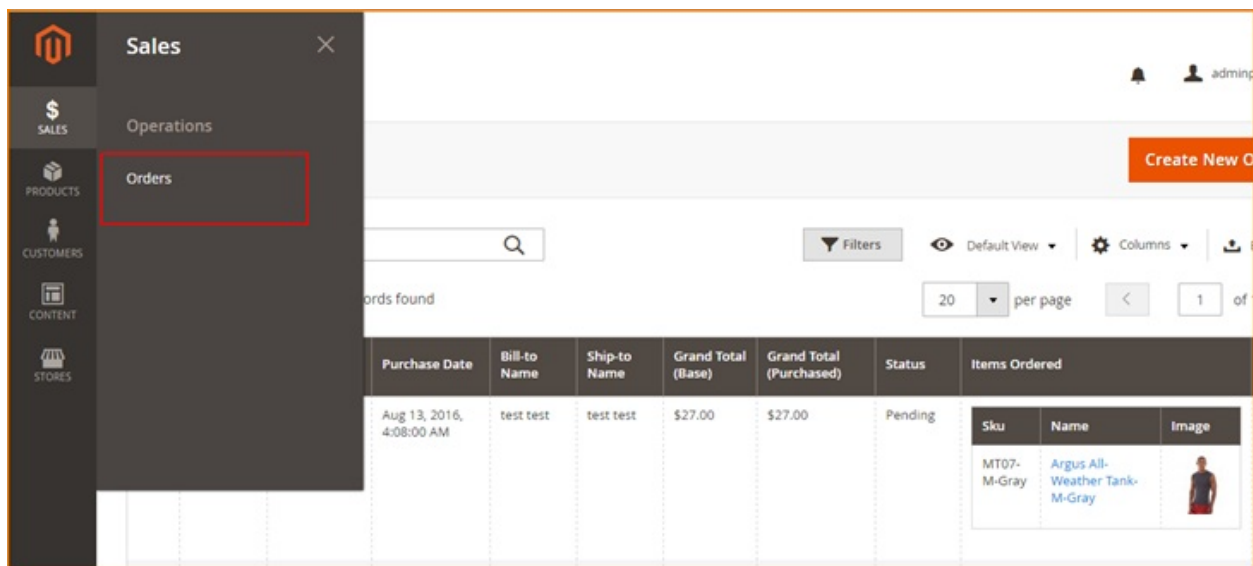 Sales
adminp
$
SALES
Operations
Create New O
Orders
PRODUCTS
CUSTOMERS
Filters
Default View
Columns
CONTENT
ords found
20
per page
1
of
STORES
Purchase Date
Bill-to
Name
Ship-to
Name
Grand Total
(Base)
Grand Total
(Purchased)
Status
Items Ordered
Aug 13, 2016,
4:08:00 AM
test test
test test
$27.00
$27.00
Pending
Sku
Name
Image
MT07-
M-Gray
Argus All-
Weather Tank-
M-Gray